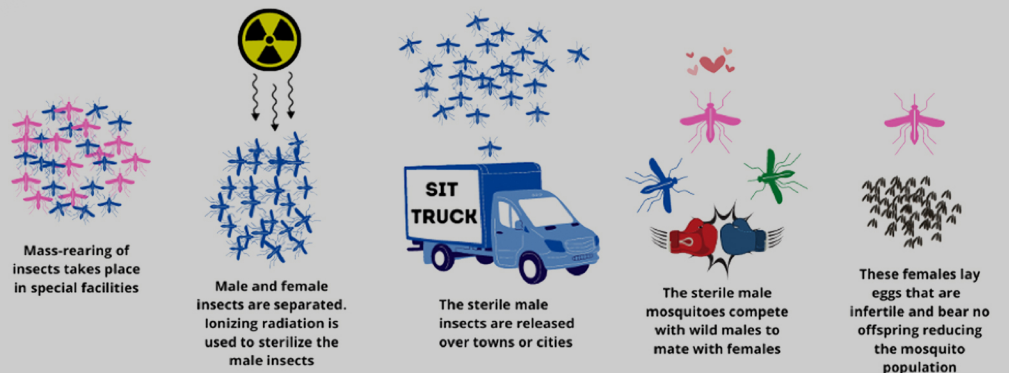 Mass-rearing of
insects takes place
in special facilities
Male and female
insects are separated.
Ionizing radiation is
used to sterilize the
male insects
SIT
TRUCK
The sterile male
insects are released
over towns or cities
The sterile male
mosquitoes compete
with wild males to
mate with females
These females lay
eggs that are
infertile and bear no
offspring reducing
the mosquito
population